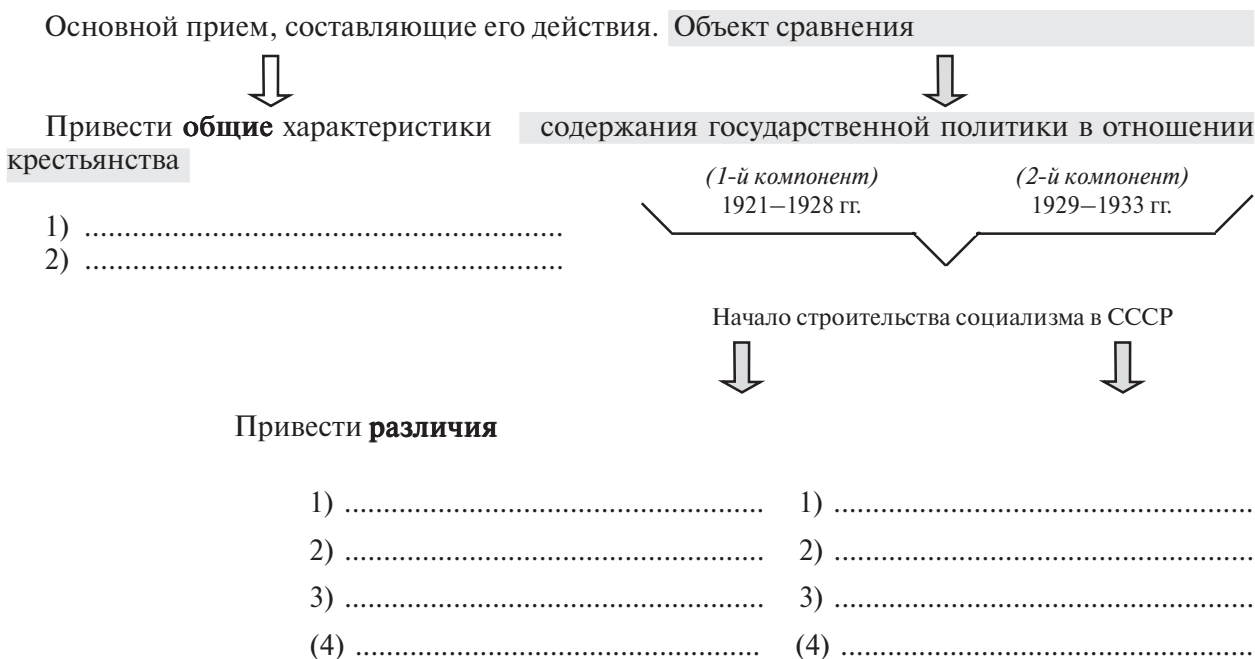 Основной прием, составляющие его действия. Объект сравнения
Привести общие характеристики содержания государственной политики в отношении
крестьянства
(1-й компонент) (2-й компонент)
1921–1928 гг. 1929–1933 гг.
1) ......................................................
2) ......................................................
Начало строительства социализма в СССР
Привести различия
1) ............................................... 1) ...............................................
2) ............................................... 2) ...............................................
3) ............................................... 3) ...............................................
(4) .............................................. (4) ..............................................